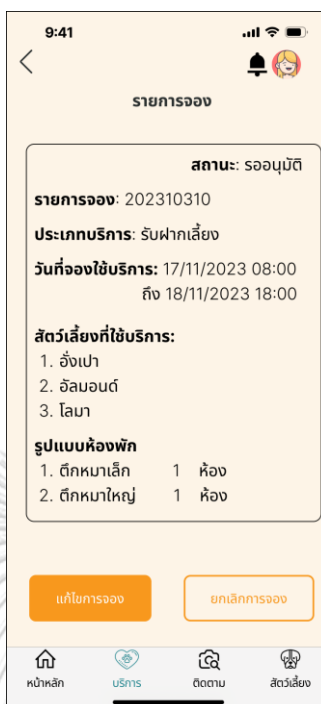 9:41
รายการจอง
สถานะ: รออนุมัติ
รายการจอง: 202310310
ประเภทบริการ: รับฝากเลี้ยง
วันที่จองใช้บริการ: 17/11/2023 08:00
ถึง 18/11/2023 18:00
สัตว์เลี้ยงที่ใช้บริการ:
1. อั่งเปา
2. อัลมอนด์
3. โลมา
รูปแบบห้องพัก
1. ตึกหมาเล็ก 1 ห้อง
2. ตึกหมาใหญ่ 1 ห้อง
แก้ไขการจอง ยกเลิกการจอง
หน้าหลัก บริการ ติดตาม สัตว์เลี้ยง